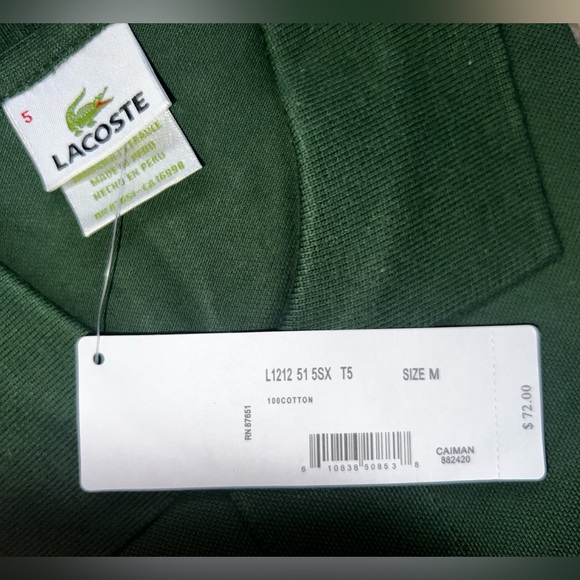 5
LACOSTE
MADE IN PERU
HECHO EN PERU
L1212 51 5SX T5
SIZE M
100COTTON
RN 87651
6 10838 50853 8
CAIMAN
882420
$ 72.00